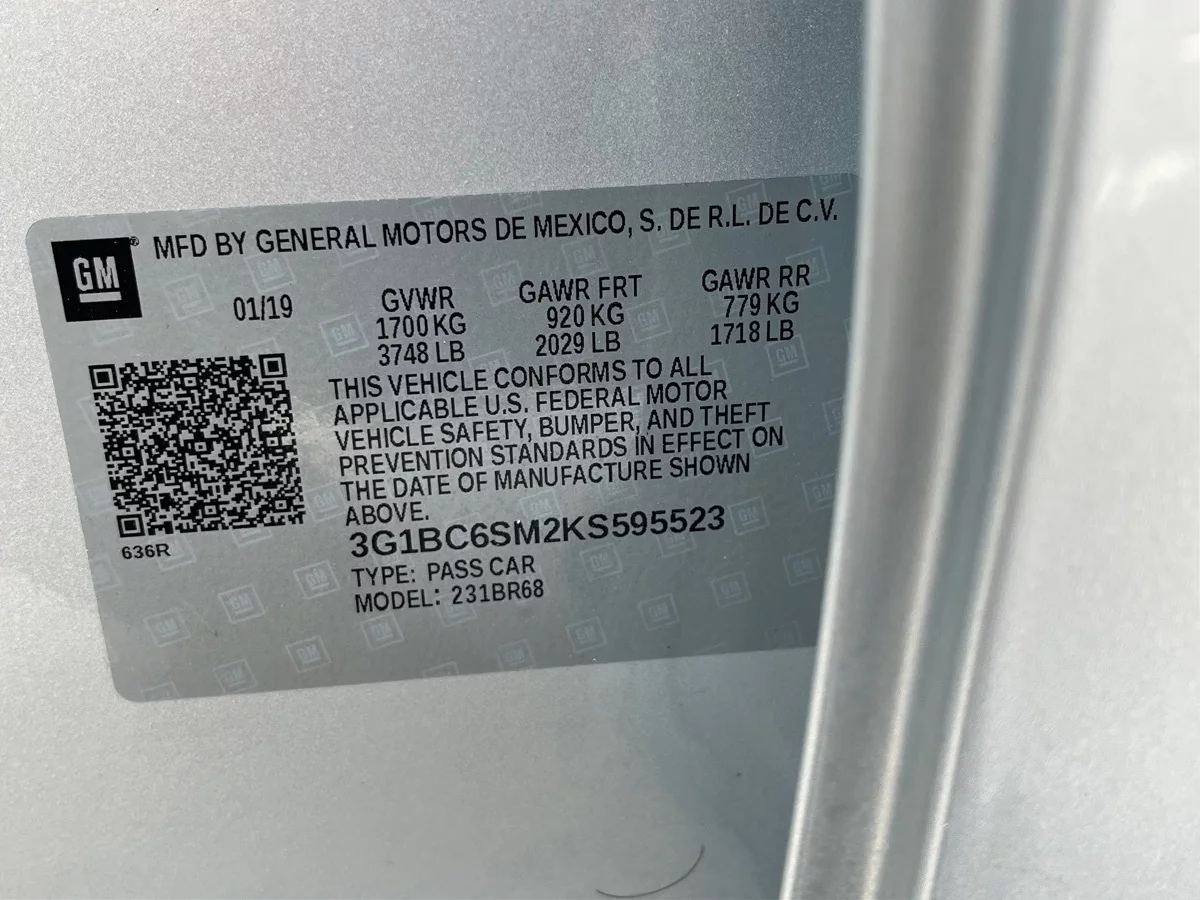 GM
MFD BY GENERAL MOTORS DE MEXICO, S. DE R.L. DE C.V.
01/19
GVWR
1700 KG
3748 LB
GAWR FRT
920 KG
2029 LB
GAWR RR
779 KG
1718 LB
THIS VEHICLE CONFORMS TO ALL
APPLICABLE U.S. FEDERAL MOTOR
VEHICLE SAFETY, BUMPER, AND THEFT
PREVENTION STANDARDS IN EFFECT ON
THE DATE OF MANUFACTURE SHOWN
ABOVE.
636R
3G1BC6SM2KS595523
TYPE: PASS CAR
MODEL: 231BR68